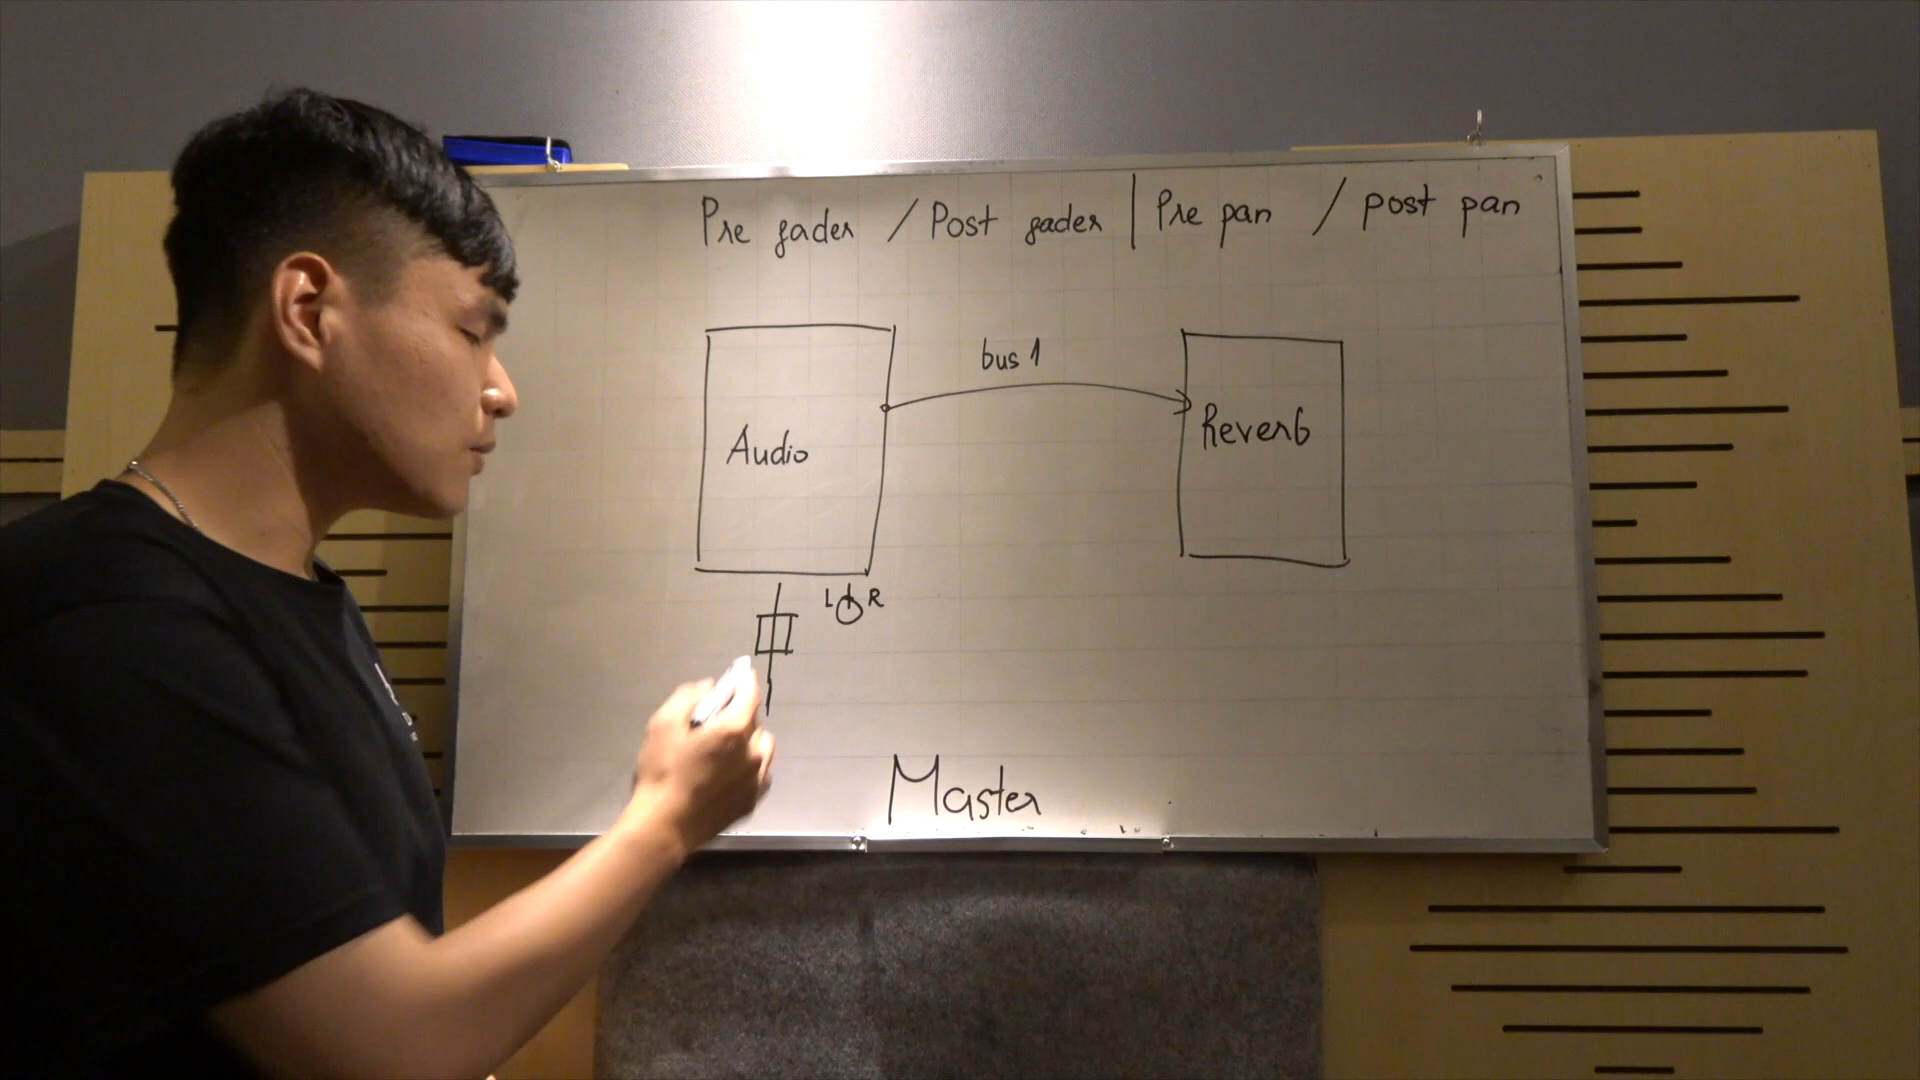 Pre fader / Post fader | Pre pan / post pan
bus 1
Audio
Reverb
L R
Master